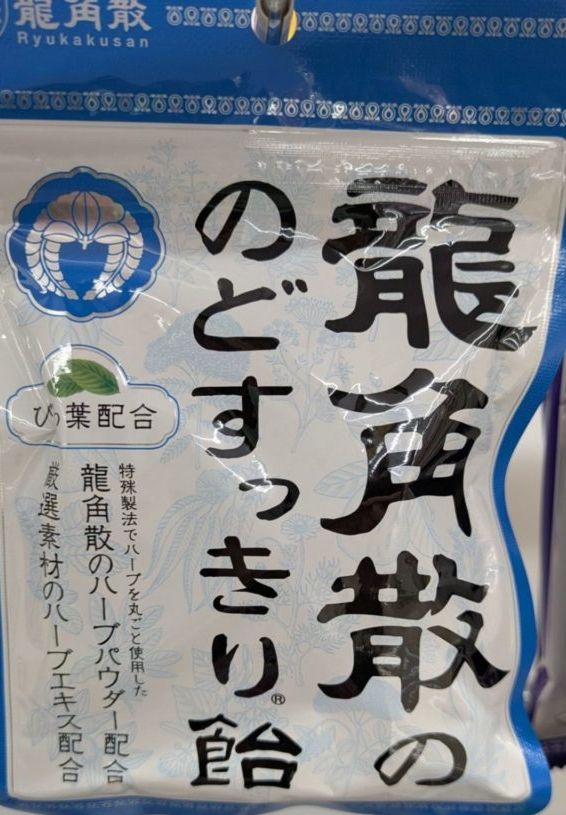 龍角散
Ryukakusan
龍角散の
のどすっきり®飴
びわ葉配合
特殊製法でハーブを丸ごと使用した
龍角散のハーブパウダー配合
厳選素材のハーブエキス配合